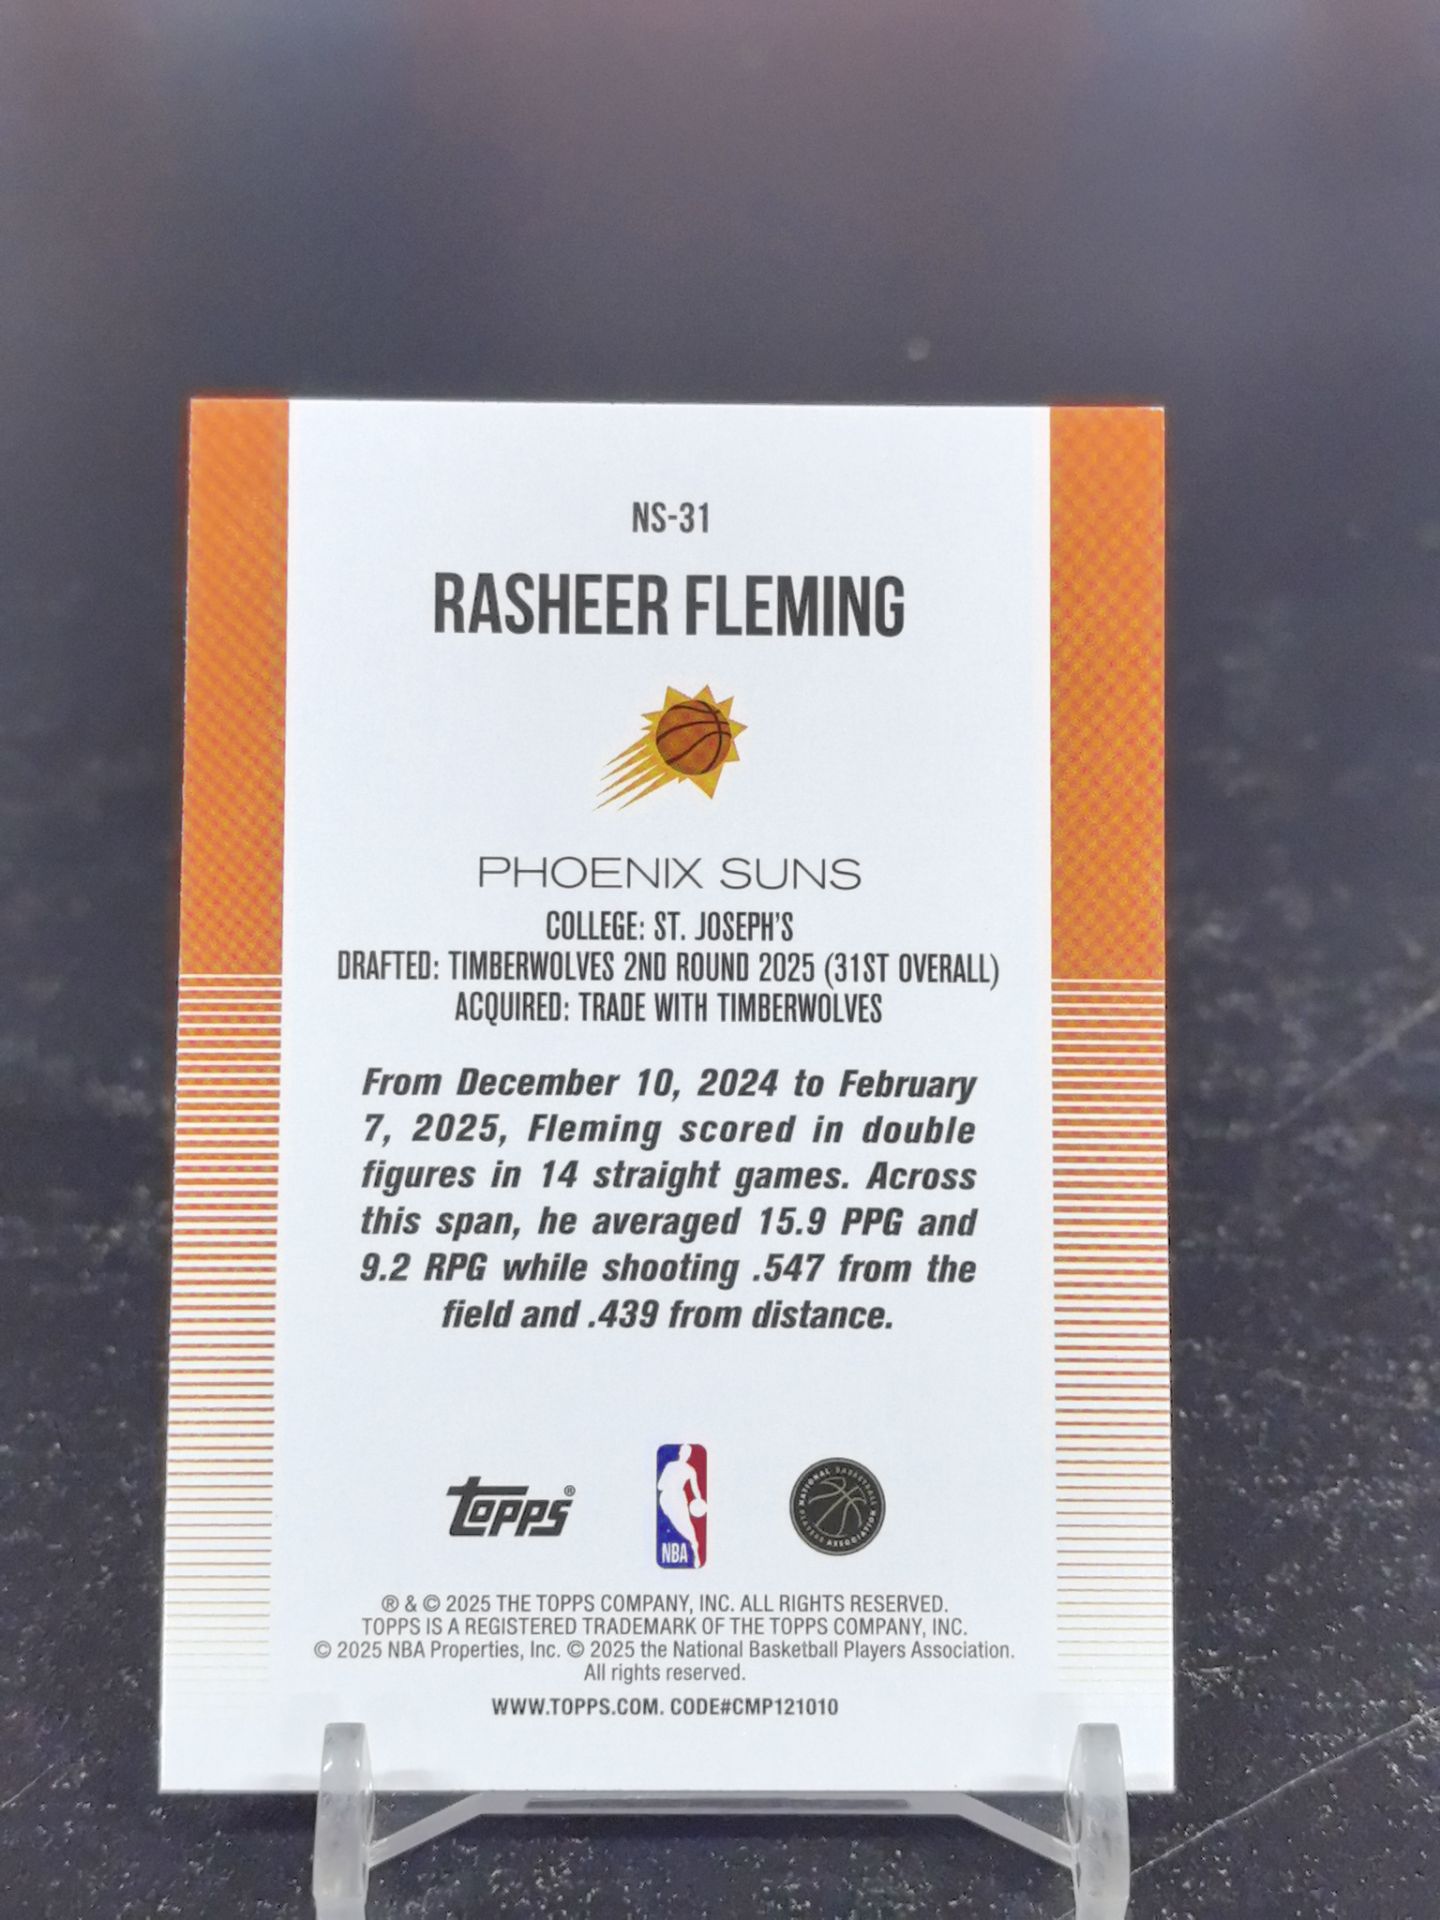 NS-31
RASHEER FLEMING
PHOENIX SUNS
COLLEGE: ST. JOSEPH'S
DRAFTED: TIMBERWOLVES 2ND ROUND 2025 (31ST OVERALL)
ACQUIRED: TRADE WITH TIMBERWOLVES
From December 10, 2024 to February
7, 2025, Fleming scored in double
figures in 14 straight games. Across
this span, he averaged 15.9 PPG and
9.2 RPG while shooting .547 from the
field and .439 from distance.
topps®
NBA
NATIONAL BASKETBALL PLAYERS ASSOCIATION
® & © 2025 THE TOPPS COMPANY, INC. ALL RIGHTS RESERVED.
TOPPS IS A REGISTERED TRADEMARK OF THE TOPPS COMPANY, INC.
© 2025 NBA Properties, Inc. © 2025 the National Basketball Players Association.
All rights reserved.
WWW.TOPPS.COM. CODE#CMP121010